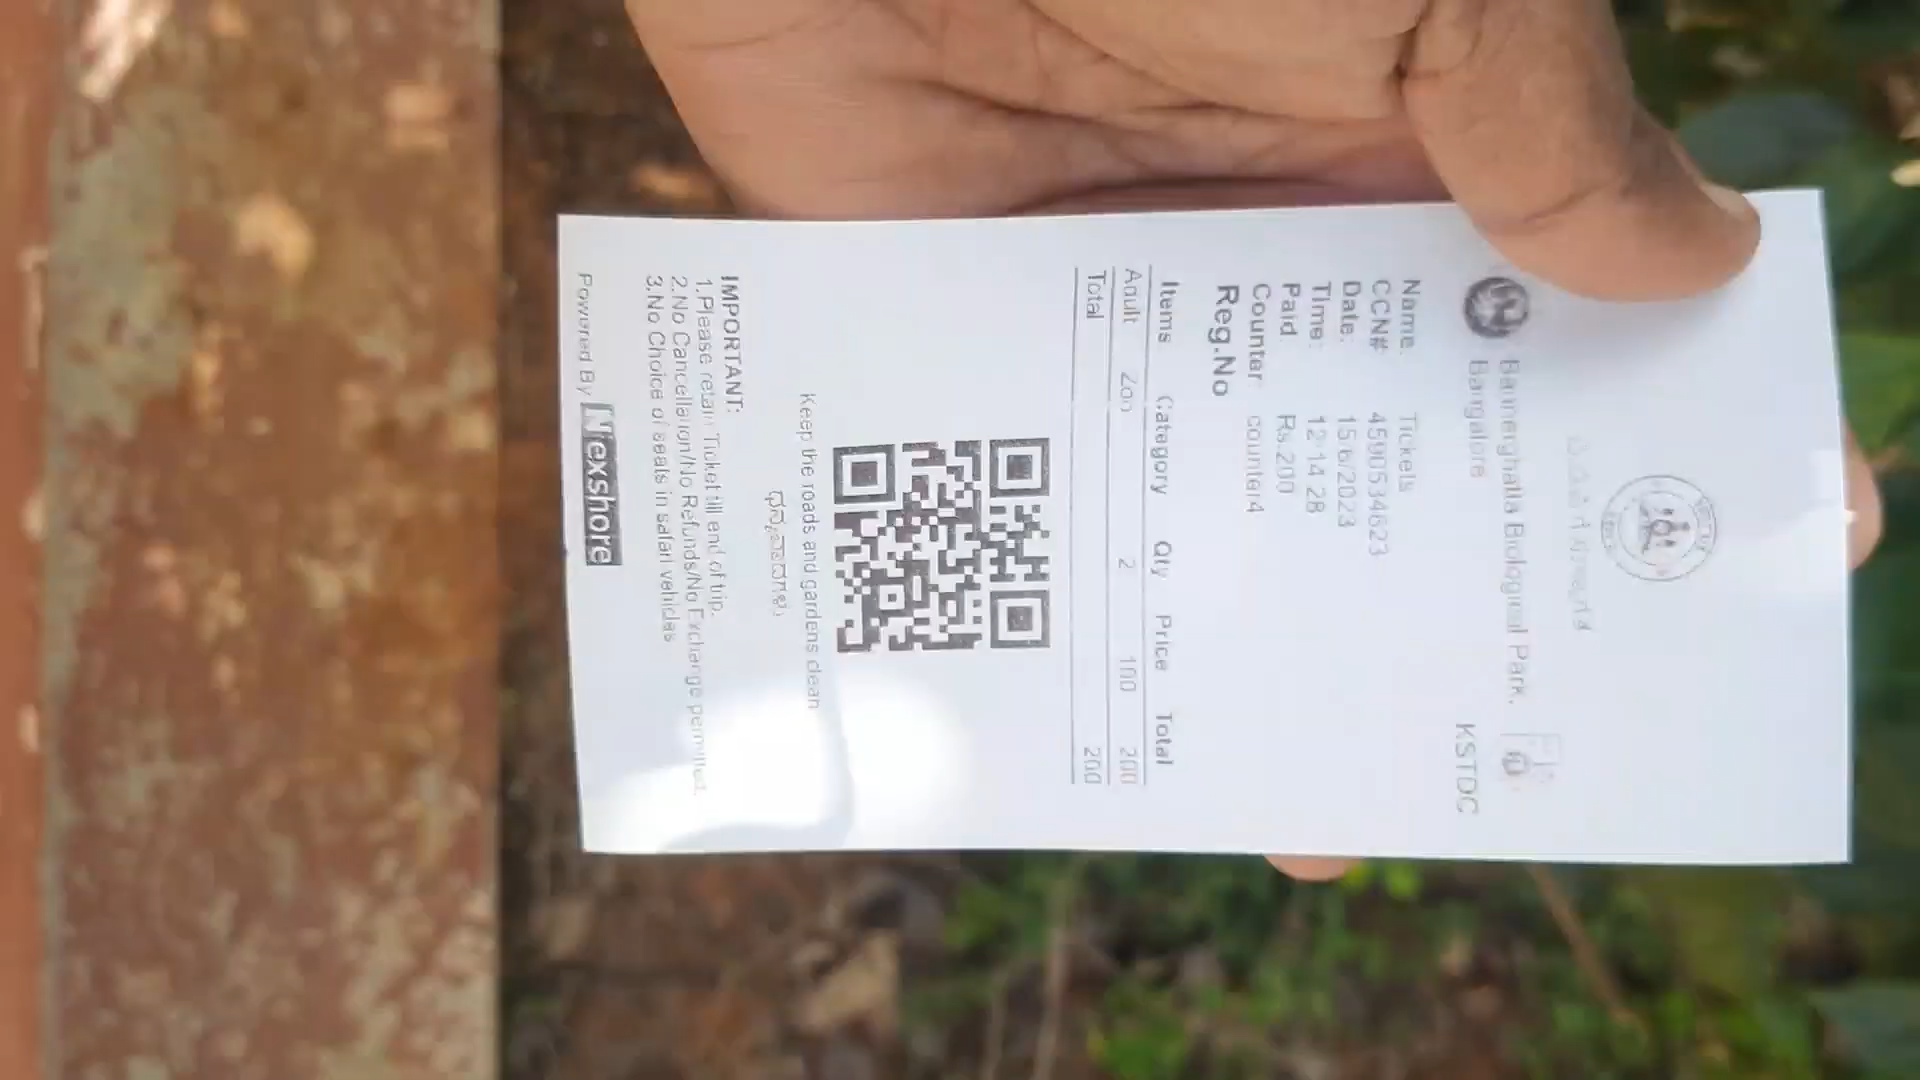 Bannerghatta Biological Park,
Bangalore
KSTDC
Name: Tickets
CCN# 4590534623
Date: 15/6/2023
Time: 12:14:28
Paid: Rs.200
Counter: counter4
Reg.No
Items Category Qty Price Total
Adult Zoo 2 100 200
Total 200
Keep the roads and gardens clean
ಧನ್ಯವಾದಗಳು
IMPORTANT:
1.Please retain Ticket till end of trip.
2.No Cancellation/No Refunds/No Exchange permitted.
3.No Choice of seats in safari vehicles
Powered By Nexshore